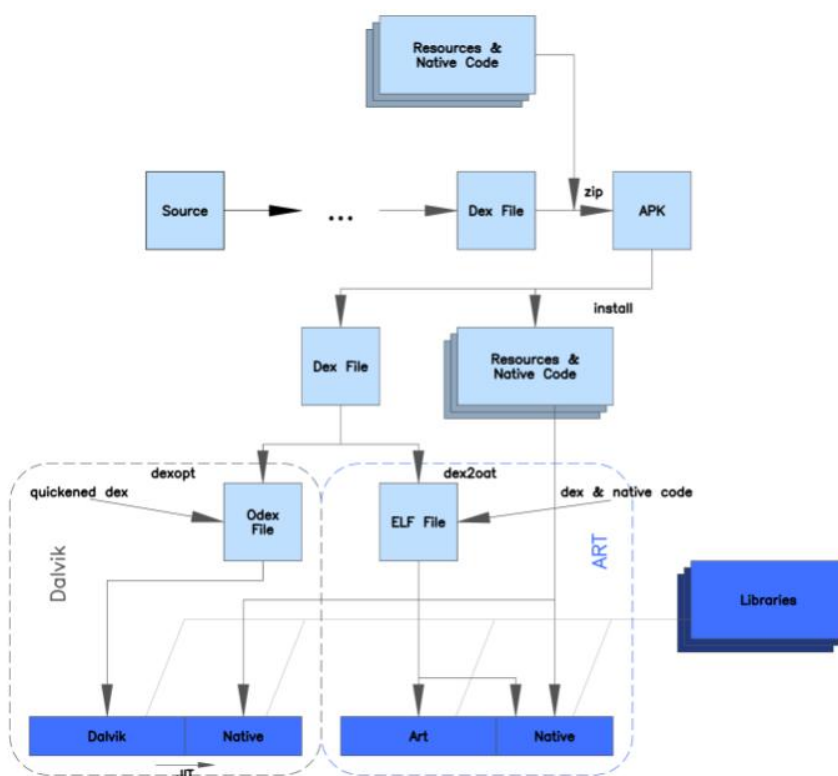 Resources &
Native Code
Source
...
Dex File
zip
APK
install
Dex File
Resources &
Native Code
dexopt
dex2oat
quickened dex
Odex
File
ELF File
dex & native code
Dalvik
ART
Libraries
Dalvik
Native
Art
Native
JIT